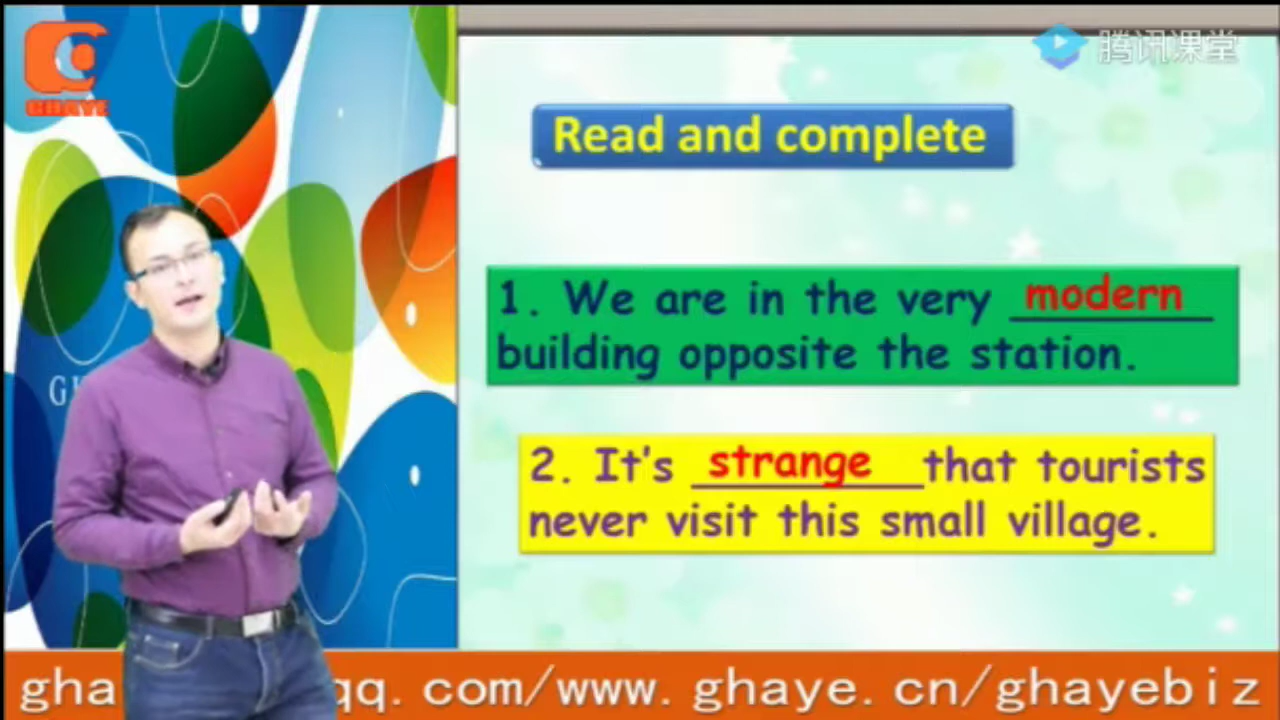 GHAYE
腾讯课堂
Read and complete
1. We are in the very modern
building opposite the station.
2. It's strange that tourists
never visit this small village.
gha qq. com/www. ghaye. cn/ghayebiz